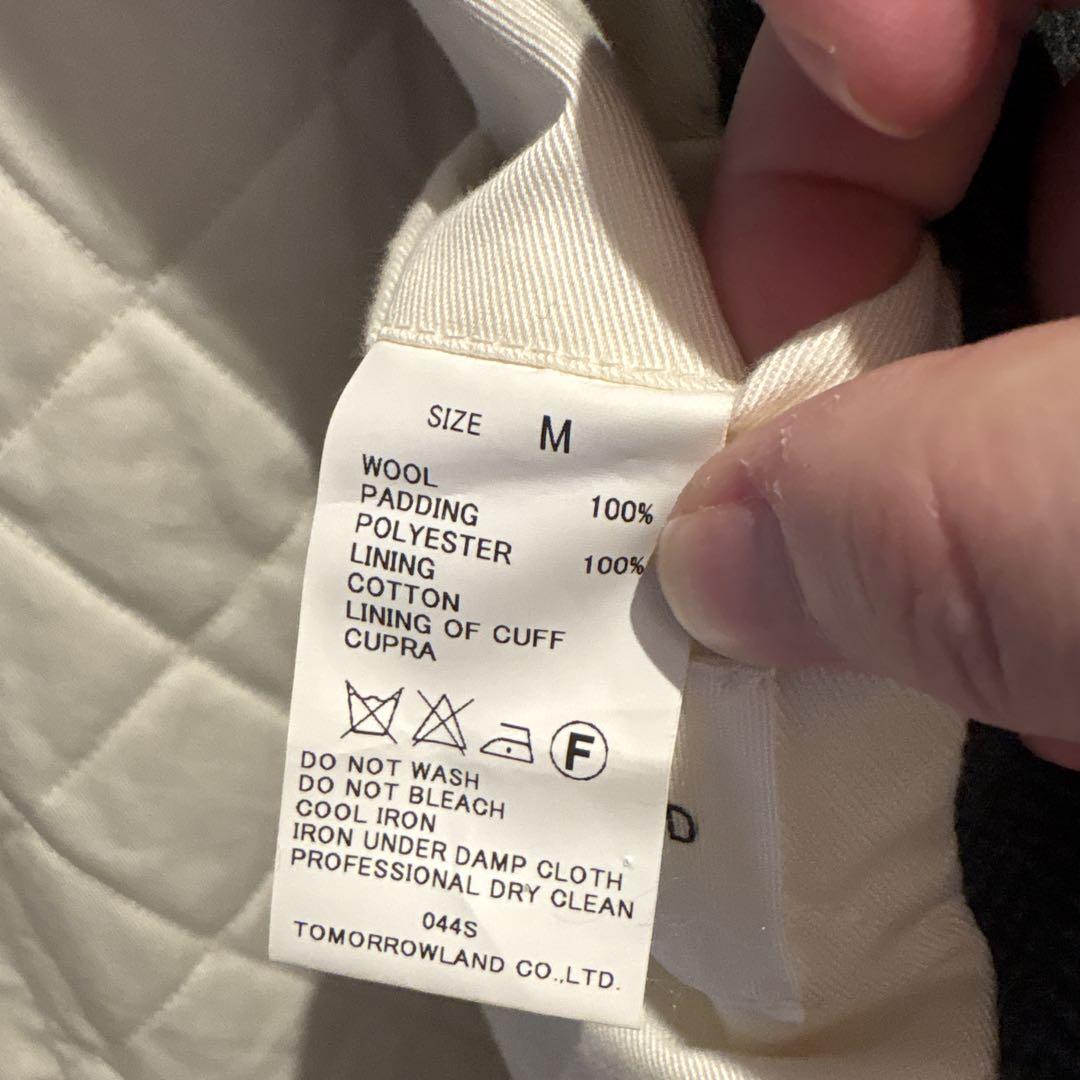 SIZE M
WOOL 100%
PADDING
POLYESTER 100%
LINING
COTTON
LINING OF CUFF
CUPRA
F
DO NOT WASH
DO NOT BLEACH
COOL IRON
IRON UNDER DAMP CLOTH
PROFESSIONAL DRY CLEAN
044S
TOMORROWLAND CO.,LTD.
D